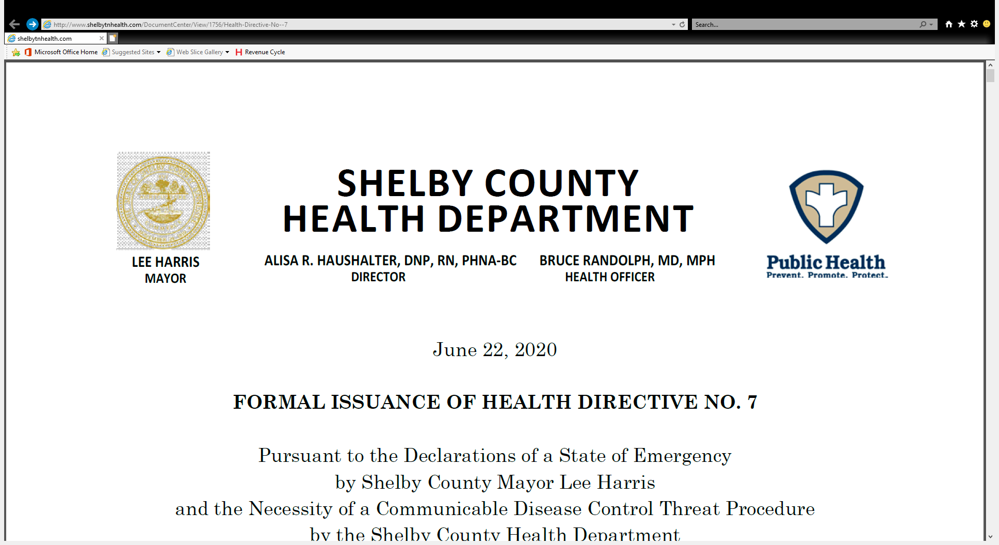 http://www.shelbytnhealth.com/DocumentCenter/View/1756/Health-Directive-No--7
Search...
shelbytnhealth.com
Microsoft Office Home
Suggested Sites
Web Slice Gallery
Revenue Cycle
SHELBY COUNTY
HEALTH DEPARTMENT
LEE HARRIS
MAYOR
ALISA R. HAUSHALTER, DNP, RN, PHNA-BC
DIRECTOR
BRUCE RANDOLPH, MD, MPH
HEALTH OFFICER
Public Health
Prevent. Promote. Protect.
June 22, 2020
FORMAL ISSUANCE OF HEALTH DIRECTIVE NO. 7
Pursuant to the Declarations of a State of Emergency
by Shelby County Mayor Lee Harris
and the Necessity of a Communicable Disease Control Threat Procedure
by the Shelby County Health Department